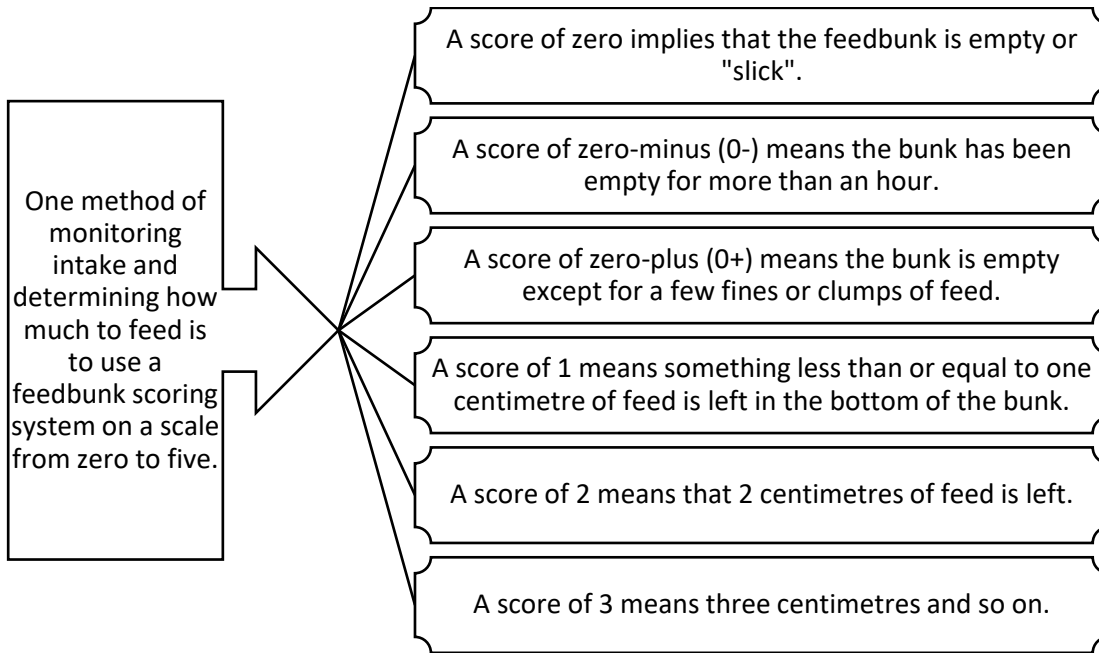 One method of
monitoring
intake and
determining how
much to feed is
to use a
feedbunk scoring
system on a scale
from zero to five.
A score of zero implies that the feedbunk is empty or
"slick".
A score of zero-minus (0-) means the bunk has been
empty for more than an hour.
A score of zero-plus (0+) means the bunk is empty
except for a few fines or clumps of feed.
A score of 1 means something less than or equal to one
centimetre of feed is left in the bottom of the bunk.
A score of 2 means that 2 centimetres of feed is left.
A score of 3 means three centimetres and so on.